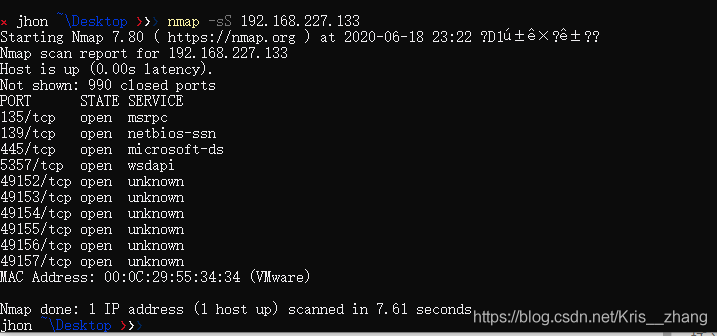 × jhon ~\Desktop ❯❯❯ nmap -sS 192.168.227.133
Starting Nmap 7.80 ( https://nmap.org ) at 2020-06-18 23:22 ?D1ú±ê×?ê±??
Nmap scan report for 192.168.227.133
Host is up (0.00s latency).
Not shown: 990 closed ports
PORT STATE SERVICE
135/tcp open msrpc
139/tcp open netbios-ssn
445/tcp open microsoft-ds
5357/tcp open wsdapi
49152/tcp open unknown
49153/tcp open unknown
49154/tcp open unknown
49155/tcp open unknown
49156/tcp open unknown
49157/tcp open unknown
MAC Address: 00:0C:29:55:34:34 (VMware)
Nmap done: 1 IP address (1 host up) scanned in 7.61 seconds
jhon ~\Desktop ❯❯❯
https://blog.csdn.net/Kris__zhang